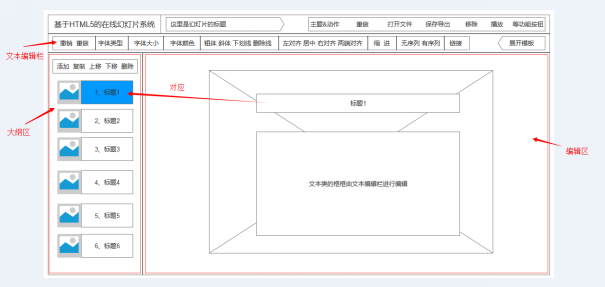 基于HTML5的在线幻灯片系统 这里是幻灯片的标题 主题&动作 重做 打开文件 保存导出 移除 播放 等功能按钮
撤销 重做 字体类型 字体大小 字体颜色 粗体 斜体 下划线 删除线 左对齐 居中 右对齐 两端对齐 缩 进 无序列 有序列 链接 展开模板
文本编辑栏
添加 复制 上移 下移 删除
对应
1、标题1
标题1
2、标题2
大纲区
3、标题3
编辑区
4、标题4
文本类的框框由文本编辑栏进行编辑
5、标题5
6、标题6